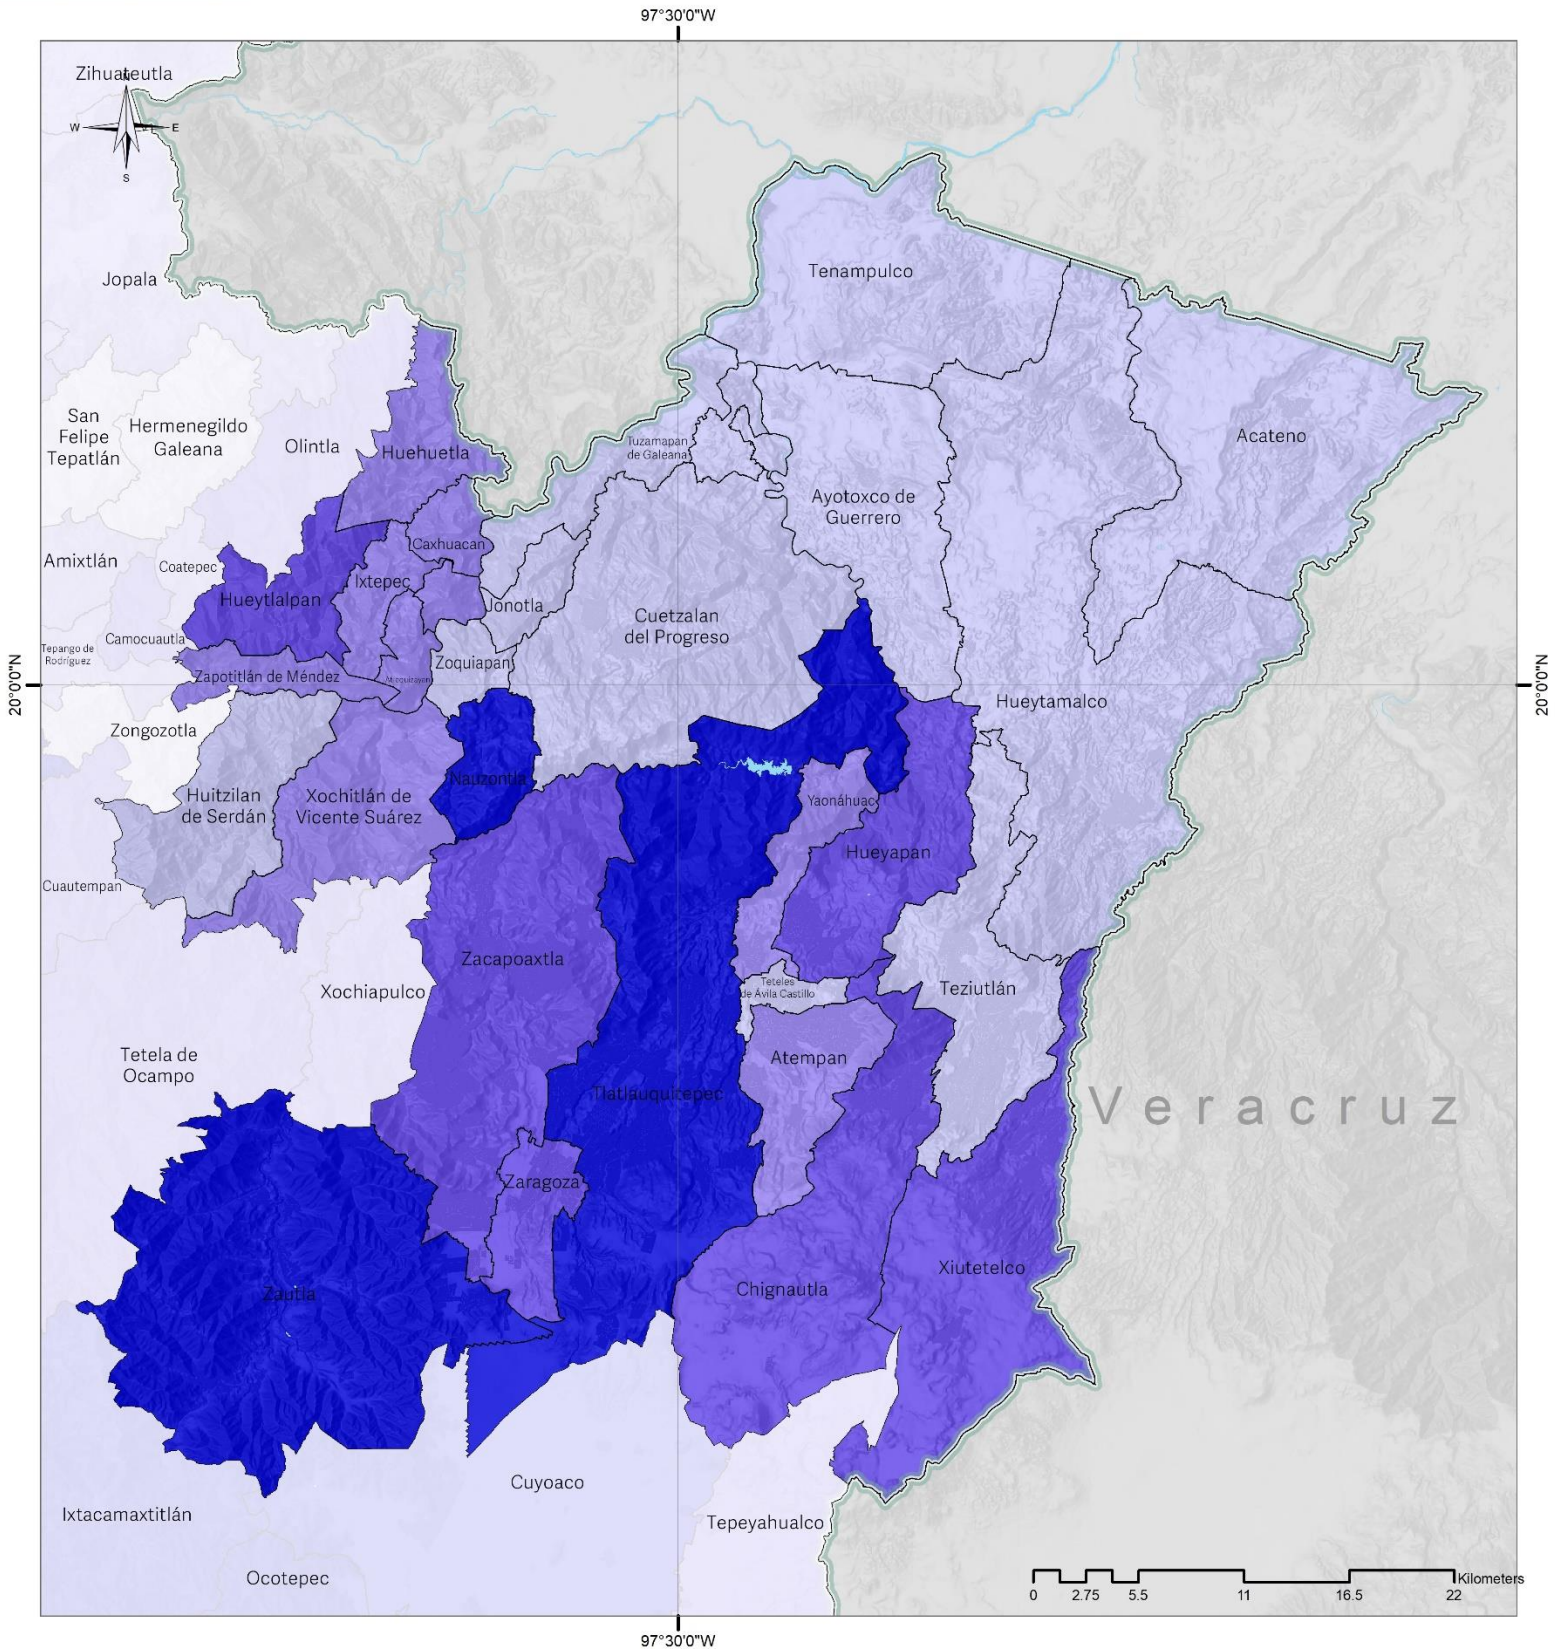 97°30'0"W
Zihuateutla
N
W
E
S
Jopala
Tenampulco
San
Felipe
Tepatlán
Hermenegildo
Galeana
Olintla
Huehuetla
Tuzamapan
de Galeana
Acateno
Ayotoxco de
Guerrero
Amixtlán
Coatepec
Caxhuacan
Ixtepec
Hueytlalpan
Jonotla
Cuetzalan
del Progreso
Camocuautla
Tepango de
Rodríguez
Zoquiapan
Zapotitlán de Méndez
Atlequizayan
20°0'0"N
20°0'0"N
Hueytamalco
Zongozotla
Nauzontla
Huitzilan
de Serdán
Xochitlán de
Vicente Suárez
Yaonáhuac
Hueyapan
Cuautempan
Zacapoaxtla
Xochiapulco
Teteles
de Ávila Castillo
Teziutlán
Tetela de
Ocampo
Atempan
Tlatlauquitepec
Veracruz
Zaragoza
Xiutetelco
Chignautla
Zautla
Cuyoaco
Ixtacamaxtitlán
Tepeyahualco
Ocotepec
Kilometers
0 2.75 5.5 11 16.5 22
97°30'0"W